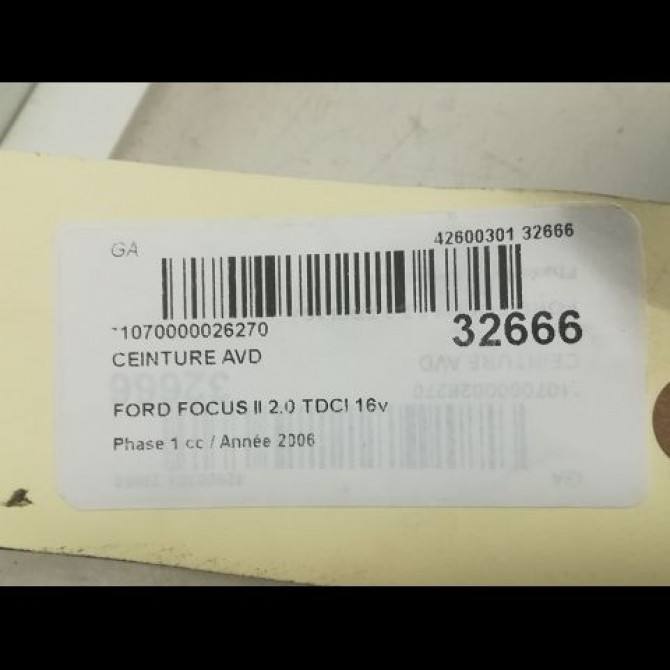 GA
42600301 32666
1070000026270
32666
CEINTURE AVD
FORD FOCUS II 2.0 TDCI 16v
Phase 1 cc / Année 2006